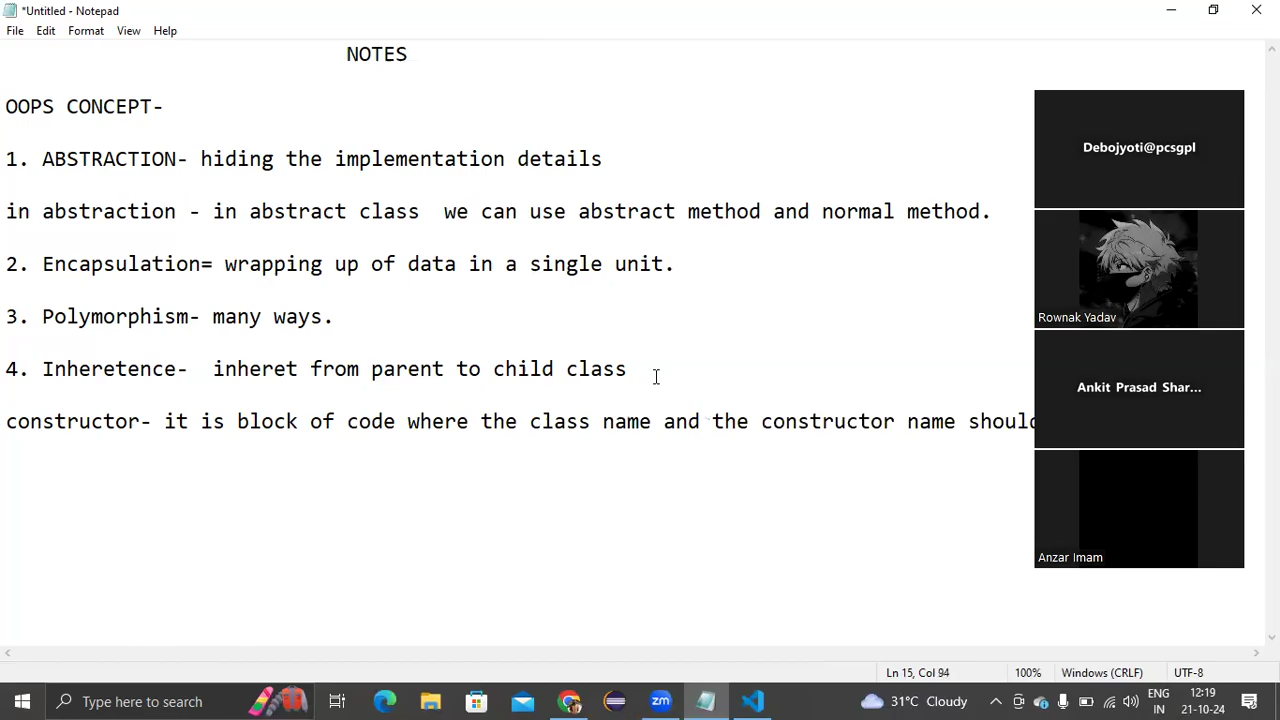 *Untitled - Notepad
File Edit Format View Help
NOTES
OOPS CONCEPT-
1. ABSTRACTION- hiding the implementation details
in abstraction - in abstract class  we can use abstract method and normal method.
2. Encapsulation= wrapping up of data in a single unit.
3. Polymorphism- many ways.
4. Inheretence-  inheret from parent to child class
constructor- it is block of code where the class name and the constructor name should
Debojyoti@pcsgpl
Rownak Yadav
Ankit Prasad Shar...
Anzar Imam
Ln 15, Col 94 100% Windows (CRLF) UTF-8
Type here to search zm 31°C Cloudy ENG IN 12:19 21-10-24